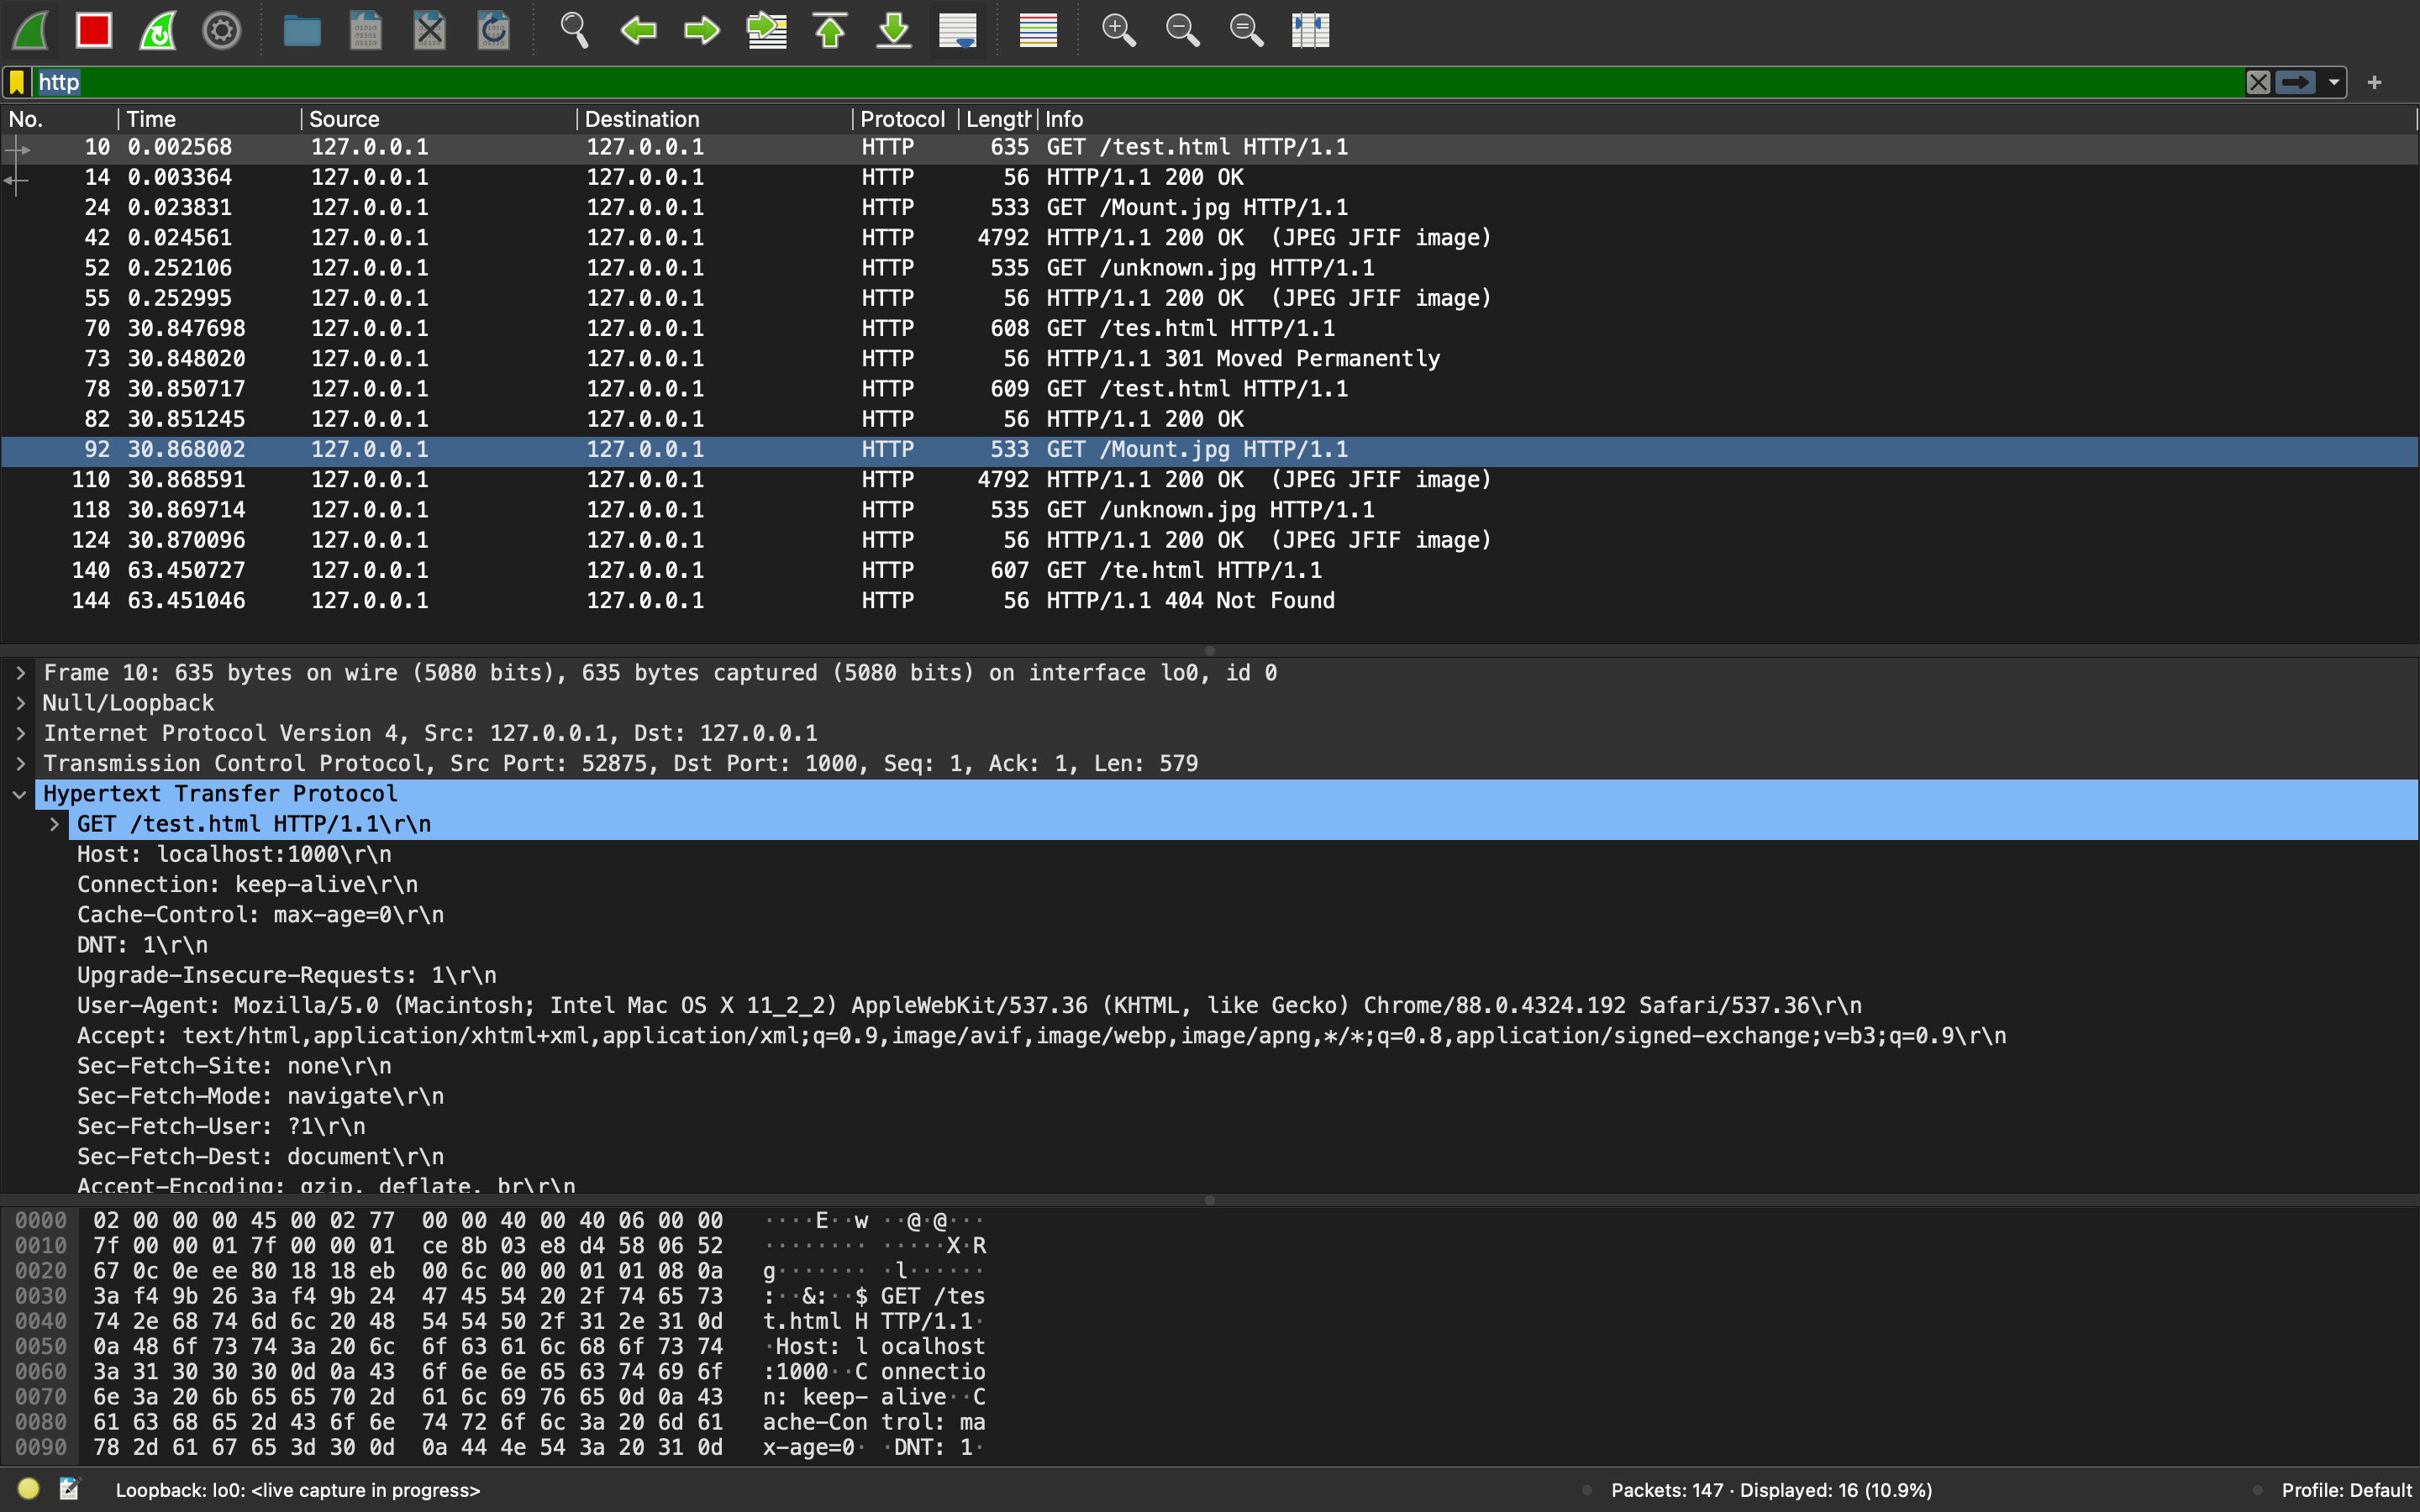 http
No. Time Source Destination Protocol Length Info
10 0.002568 127.0.0.1 127.0.0.1 HTTP 635 GET /test.html HTTP/1.1
14 0.003364 127.0.0.1 127.0.0.1 HTTP 56 HTTP/1.1 200 OK
24 0.023831 127.0.0.1 127.0.0.1 HTTP 533 GET /Mount.jpg HTTP/1.1
42 0.024561 127.0.0.1 127.0.0.1 HTTP 4792 HTTP/1.1 200 OK (JPEG JFIF image)
52 0.252106 127.0.0.1 127.0.0.1 HTTP 535 GET /unknown.jpg HTTP/1.1
55 0.252995 127.0.0.1 127.0.0.1 HTTP 56 HTTP/1.1 200 OK (JPEG JFIF image)
70 30.847698 127.0.0.1 127.0.0.1 HTTP 608 GET /tes.html HTTP/1.1
73 30.848020 127.0.0.1 127.0.0.1 HTTP 56 HTTP/1.1 301 Moved Permanently
78 30.850717 127.0.0.1 127.0.0.1 HTTP 609 GET /test.html HTTP/1.1
82 30.851245 127.0.0.1 127.0.0.1 HTTP 56 HTTP/1.1 200 OK
92 30.868002 127.0.0.1 127.0.0.1 HTTP 533 GET /Mount.jpg HTTP/1.1
110 30.868591 127.0.0.1 127.0.0.1 HTTP 4792 HTTP/1.1 200 OK (JPEG JFIF image)
118 30.869714 127.0.0.1 127.0.0.1 HTTP 535 GET /unknown.jpg HTTP/1.1
124 30.870096 127.0.0.1 127.0.0.1 HTTP 56 HTTP/1.1 200 OK (JPEG JFIF image)
140 63.450727 127.0.0.1 127.0.0.1 HTTP 607 GET /te.html HTTP/1.1
144 63.451046 127.0.0.1 127.0.0.1 HTTP 56 HTTP/1.1 404 Not Found
Frame 10: 635 bytes on wire (5080 bits), 635 bytes captured (5080 bits) on interface lo0, id 0
Null/Loopback
Internet Protocol Version 4, Src: 127.0.0.1, Dst: 127.0.0.1
Transmission Control Protocol, Src Port: 52875, Dst Port: 1000, Seq: 1, Ack: 1, Len: 579
Hypertext Transfer Protocol
GET /test.html HTTP/1.1\r\n
Host: localhost:1000\r\n
Connection: keep-alive\r\n
Cache-Control: max-age=0\r\n
DNT: 1\r\n
Upgrade-Insecure-Requests: 1\r\n
User-Agent: Mozilla/5.0 (Macintosh; Intel Mac OS X 11_2_2) AppleWebKit/537.36 (KHTML, like Gecko) Chrome/88.0.4324.192 Safari/537.36\r\n
Accept: text/html,application/xhtml+xml,application/xml;q=0.9,image/avif,image/webp,image/apng,*/*;q=0.8,application/signed-exchange;v=b3;q=0.9\r\n
Sec-Fetch-Site: none\r\n
Sec-Fetch-Mode: navigate\r\n
Sec-Fetch-User: ?1\r\n
Sec-Fetch-Dest: document\r\n
Accept-Encoding: gzip, deflate, br\r\n
0000 02 00 00 00 45 00 02 77 00 00 40 00 40 06 00 00 ····E··w ··@·@···
0010 7f 00 00 01 7f 00 00 01 ce 8b 03 e8 d4 58 06 52 ········ ·····X·R
0020 67 0c 0e ee 80 18 18 eb 00 6c 00 00 01 01 08 0a g······· ·l······
0030 3a f4 9b 26 3a f4 9b 24 47 45 54 20 2f 74 65 73 :··&:··$ GET /tes
0040 74 2e 68 74 6d 6c 20 48 54 54 50 2f 31 2e 31 0d t.html H TTP/1.1·
0050 0a 48 6f 73 74 3a 20 6c 6f 63 61 6c 68 6f 73 74 ·Host: l ocalhost
0060 3a 31 30 30 30 0d 0a 43 6f 6e 6e 65 63 74 69 6f :1000··C onnectio
0070 6e 3a 20 6b 65 65 70 2d 61 6c 69 76 65 0d 0a 43 n: keep- alive··C
0080 61 63 68 65 2d 43 6f 6e 74 72 6f 6c 3a 20 6d 61 ache-Con trol: ma
0090 78 2d 61 67 65 3d 30 0d 0a 44 4e 54 3a 20 31 0d x-age=0· ·DNT: 1·
Loopback: lo0: <live capture in progress> Packets: 147 · Displayed: 16 (10.9%) Profile: Default